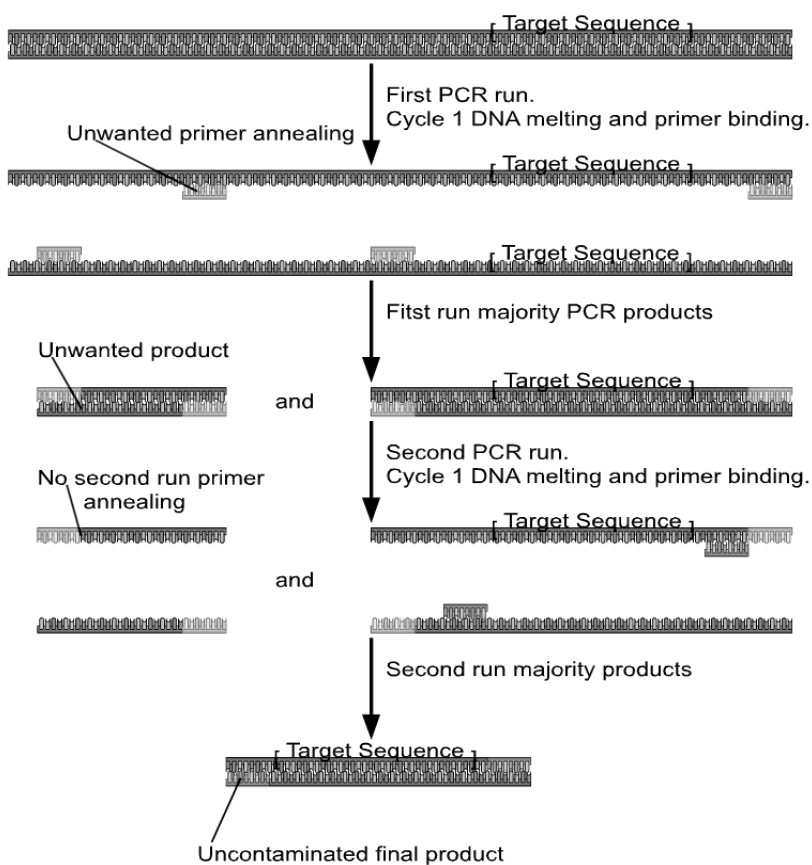 [ Target Sequence ]
First PCR run.
Cycle 1 DNA melting and primer binding.
Unwanted primer annealing
[ Target Sequence ]
[ Target Sequence ]
Fitst run majority PCR products
Unwanted product
[ Target Sequence ]
and
Second PCR run.
Cycle 1 DNA melting and primer binding.
No second run primer
annealing
[ Target Sequence ]
and
Second run majority products
[ Target Sequence ]
Uncontaminated final product